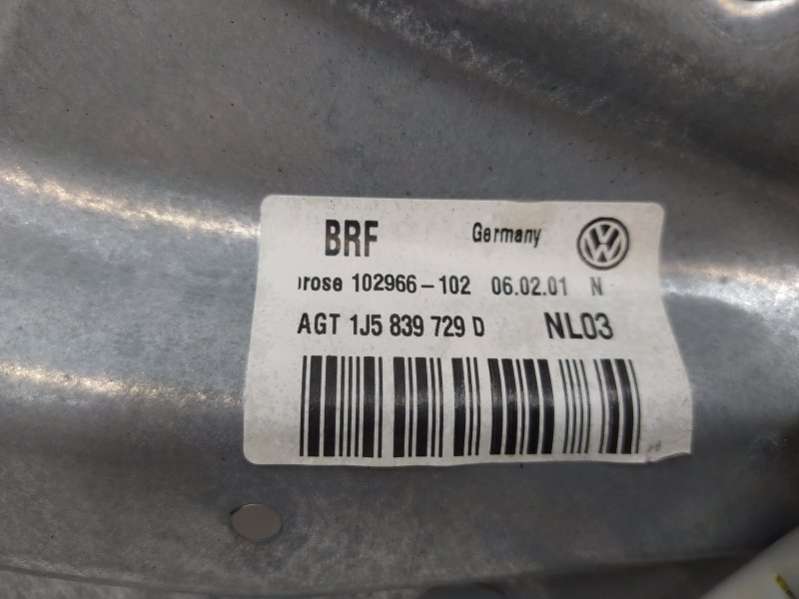 BRF Germany
rose 102966-102 06.02.01 N
AGT 1J5 839 729 D NL03